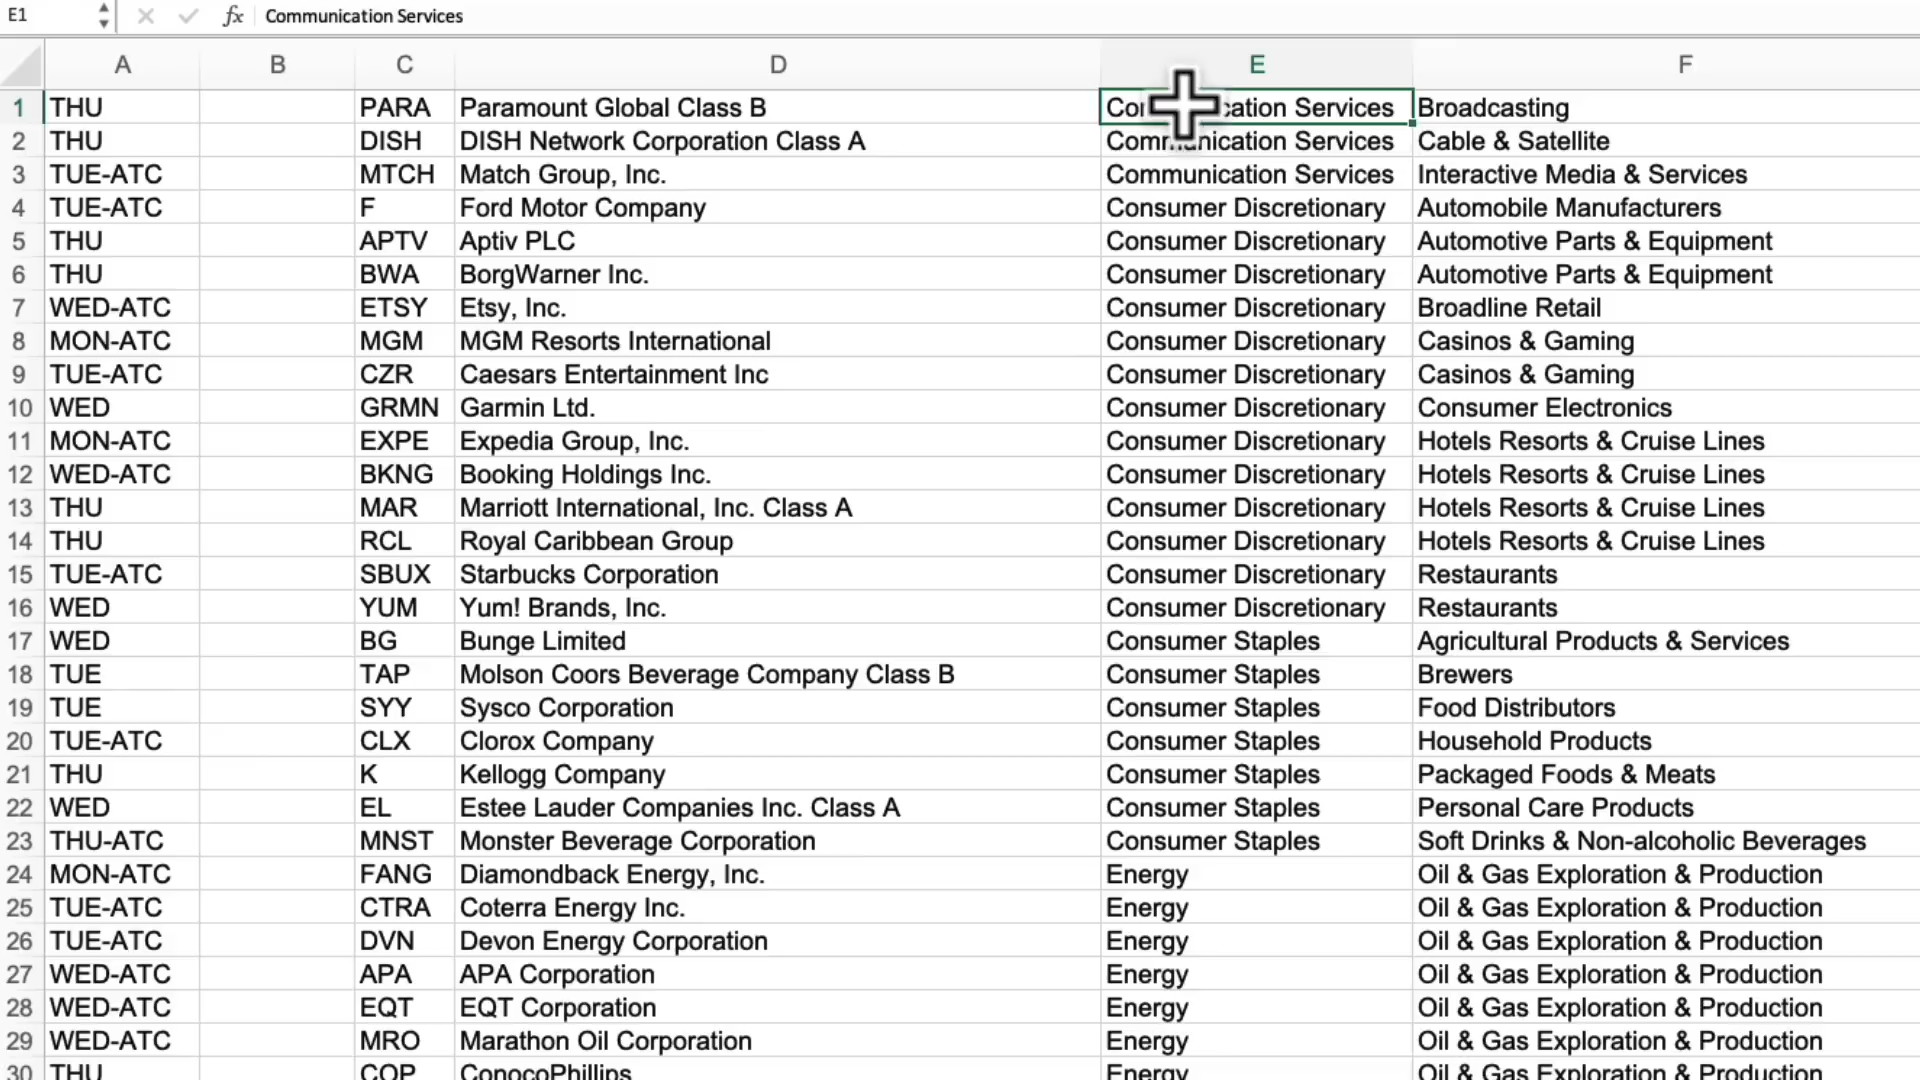 E1 fx Communication Services
A B C D E F
1 THU PARA Paramount Global Class B Communication Services Broadcasting
2 THU DISH DISH Network Corporation Class A Communication Services Cable & Satellite
3 TUE-ATC MTCH Match Group, Inc. Communication Services Interactive Media & Services
4 TUE-ATC F Ford Motor Company Consumer Discretionary Automobile Manufacturers
5 THU APTV Aptiv PLC Consumer Discretionary Automotive Parts & Equipment
6 THU BWA BorgWarner Inc. Consumer Discretionary Automotive Parts & Equipment
7 WED-ATC ETSY Etsy, Inc. Consumer Discretionary Broadline Retail
8 MON-ATC MGM MGM Resorts International Consumer Discretionary Casinos & Gaming
9 TUE-ATC CZR Caesars Entertainment Inc Consumer Discretionary Casinos & Gaming
10 WED GRMN Garmin Ltd. Consumer Discretionary Consumer Electronics
11 MON-ATC EXPE Expedia Group, Inc. Consumer Discretionary Hotels Resorts & Cruise Lines
12 WED-ATC BKNG Booking Holdings Inc. Consumer Discretionary Hotels Resorts & Cruise Lines
13 THU MAR Marriott International, Inc. Class A Consumer Discretionary Hotels Resorts & Cruise Lines
14 THU RCL Royal Caribbean Group Consumer Discretionary Hotels Resorts & Cruise Lines
15 TUE-ATC SBUX Starbucks Corporation Consumer Discretionary Restaurants
16 WED YUM Yum! Brands, Inc. Consumer Discretionary Restaurants
17 WED BG Bunge Limited Consumer Staples Agricultural Products & Services
18 TUE TAP Molson Coors Beverage Company Class B Consumer Staples Brewers
19 TUE SYY Sysco Corporation Consumer Staples Food Distributors
20 TUE-ATC CLX Clorox Company Consumer Staples Household Products
21 THU K Kellogg Company Consumer Staples Packaged Foods & Meats
22 WED EL Estee Lauder Companies Inc. Class A Consumer Staples Personal Care Products
23 THU-ATC MNST Monster Beverage Corporation Consumer Staples Soft Drinks & Non-alcoholic Beverages
24 MON-ATC FANG Diamondback Energy, Inc. Energy Oil & Gas Exploration & Production
25 TUE-ATC CTRA Coterra Energy Inc. Energy Oil & Gas Exploration & Production
26 TUE-ATC DVN Devon Energy Corporation Energy Oil & Gas Exploration & Production
27 WED-ATC APA APA Corporation Energy Oil & Gas Exploration & Production
28 WED-ATC EQT EQT Corporation Energy Oil & Gas Exploration & Production
29 WED-ATC MRO Marathon Oil Corporation Energy Oil & Gas Exploration & Production
30 THU COP ConocoPhillips Energy Oil & Gas Exploration & Production